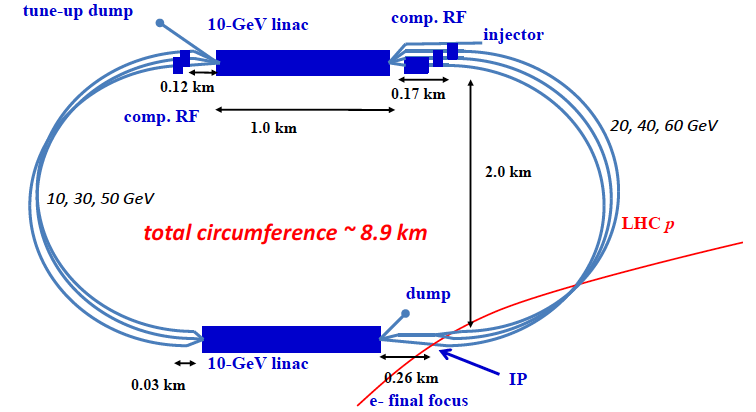 tune-up dump
10-GeV linac
comp. RF
injector
0.12 km
0.17 km
comp. RF
1.0 km
20, 40, 60 GeV
2.0 km
10, 30, 50 GeV
total circumference ~ 8.9 km
LHC p
dump
10-GeV linac
0.03 km
0.26 km
IP
e- final focus